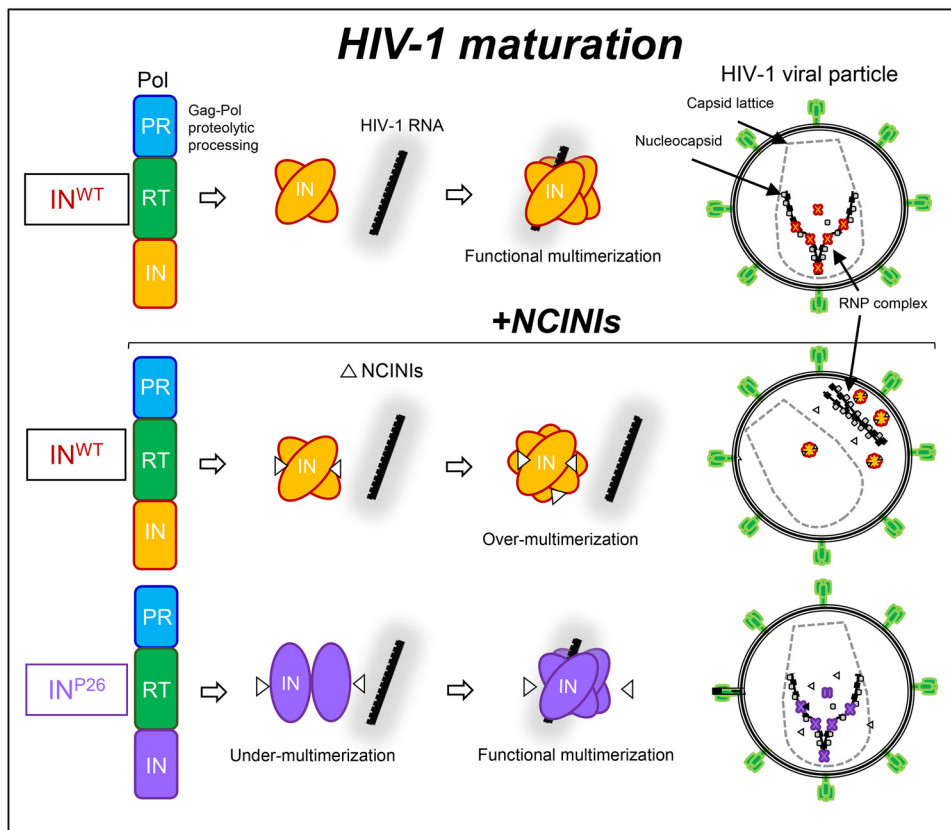 HIV-1 maturation
Pol
HIV-1 viral particle
PR
Gag-Pol
proteolytic
processing
HIV-1 RNA
Capsid lattice
Nucleocapsid
IN^WT
RT
IN
IN
IN
Functional multimerization
RNP complex
+NCINIs
PR
NCINIs
IN^WT
RT
IN
IN
IN
Over-multimerization
PR
IN^P26
RT
IN
IN
IN
Under-multimerization
Functional multimerization